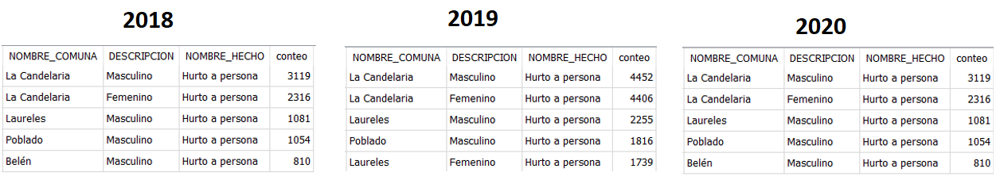 2018
NOMBRE_COMUNA DESCRIPCION NOMBRE_HECHO conteo
La Candelaria Masculino Hurto a persona 3119
La Candelaria Femenino Hurto a persona 2316
Laureles Masculino Hurto a persona 1081
Poblado Masculino Hurto a persona 1054
Belén Masculino Hurto a persona 810
2019
NOMBRE_COMUNA DESCRIPCION NOMBRE_HECHO conteo
La Candelaria Masculino Hurto a persona 4452
La Candelaria Femenino Hurto a persona 4406
Laureles Masculino Hurto a persona 2255
Poblado Masculino Hurto a persona 1816
Laureles Femenino Hurto a persona 1739
2020
NOMBRE_COMUNA DESCRIPCION NOMBRE_HECHO conteo
La Candelaria Masculino Hurto a persona 3119
La Candelaria Femenino Hurto a persona 2316
Laureles Masculino Hurto a persona 1081
Poblado Masculino Hurto a persona 1054
Belén Masculino Hurto a persona 810